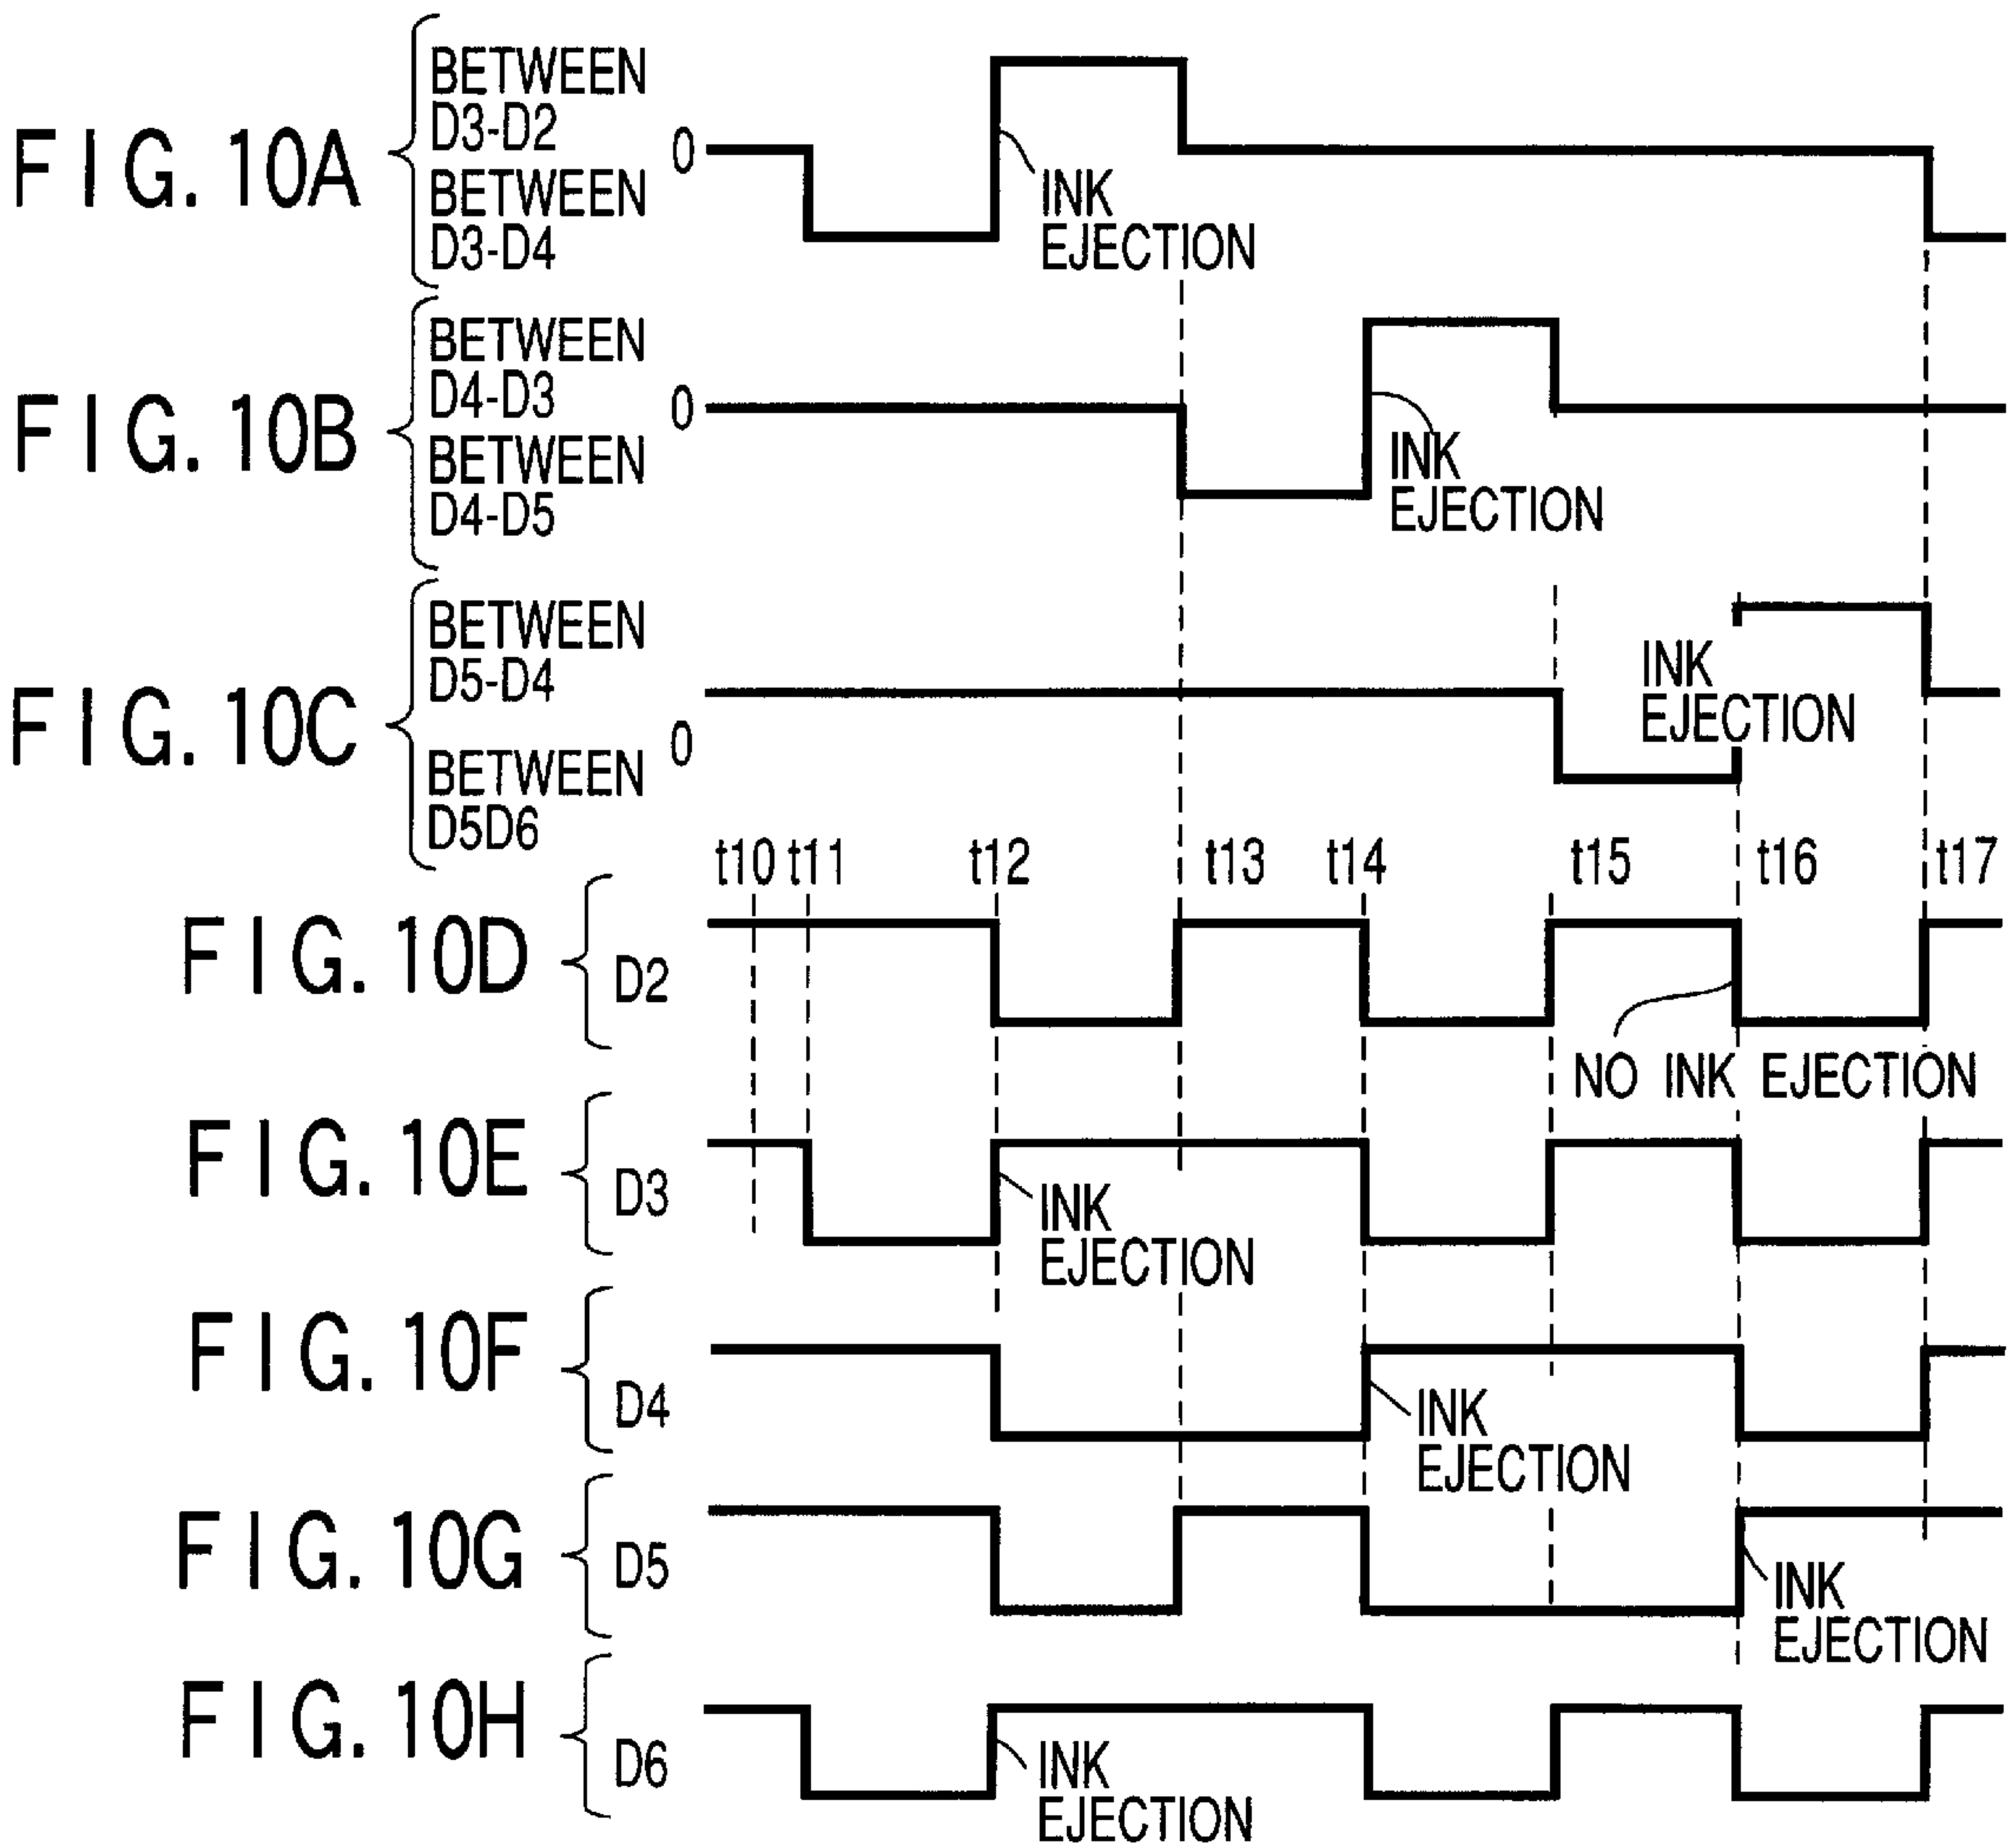 FIG. 10A
BETWEEN
D3-D2
BETWEEN
D3-D4
0
INK
EJECTION
FIG. 10B
BETWEEN
D4-D3
BETWEEN
D4-D5
0
INK
EJECTION
FIG. 10C
BETWEEN
D5-D4
BETWEEN
D5D6
0
INK
EJECTION
t10 t11 t12 t13 t14 t15 t16 t17
FIG. 10D
D2
NO INK EJECTION
FIG. 10E
D3
INK
EJECTION
FIG. 10F
D4
INK
EJECTION
FIG. 10G
D5
INK
EJECTION
FIG. 10H
D6
INK
EJECTION